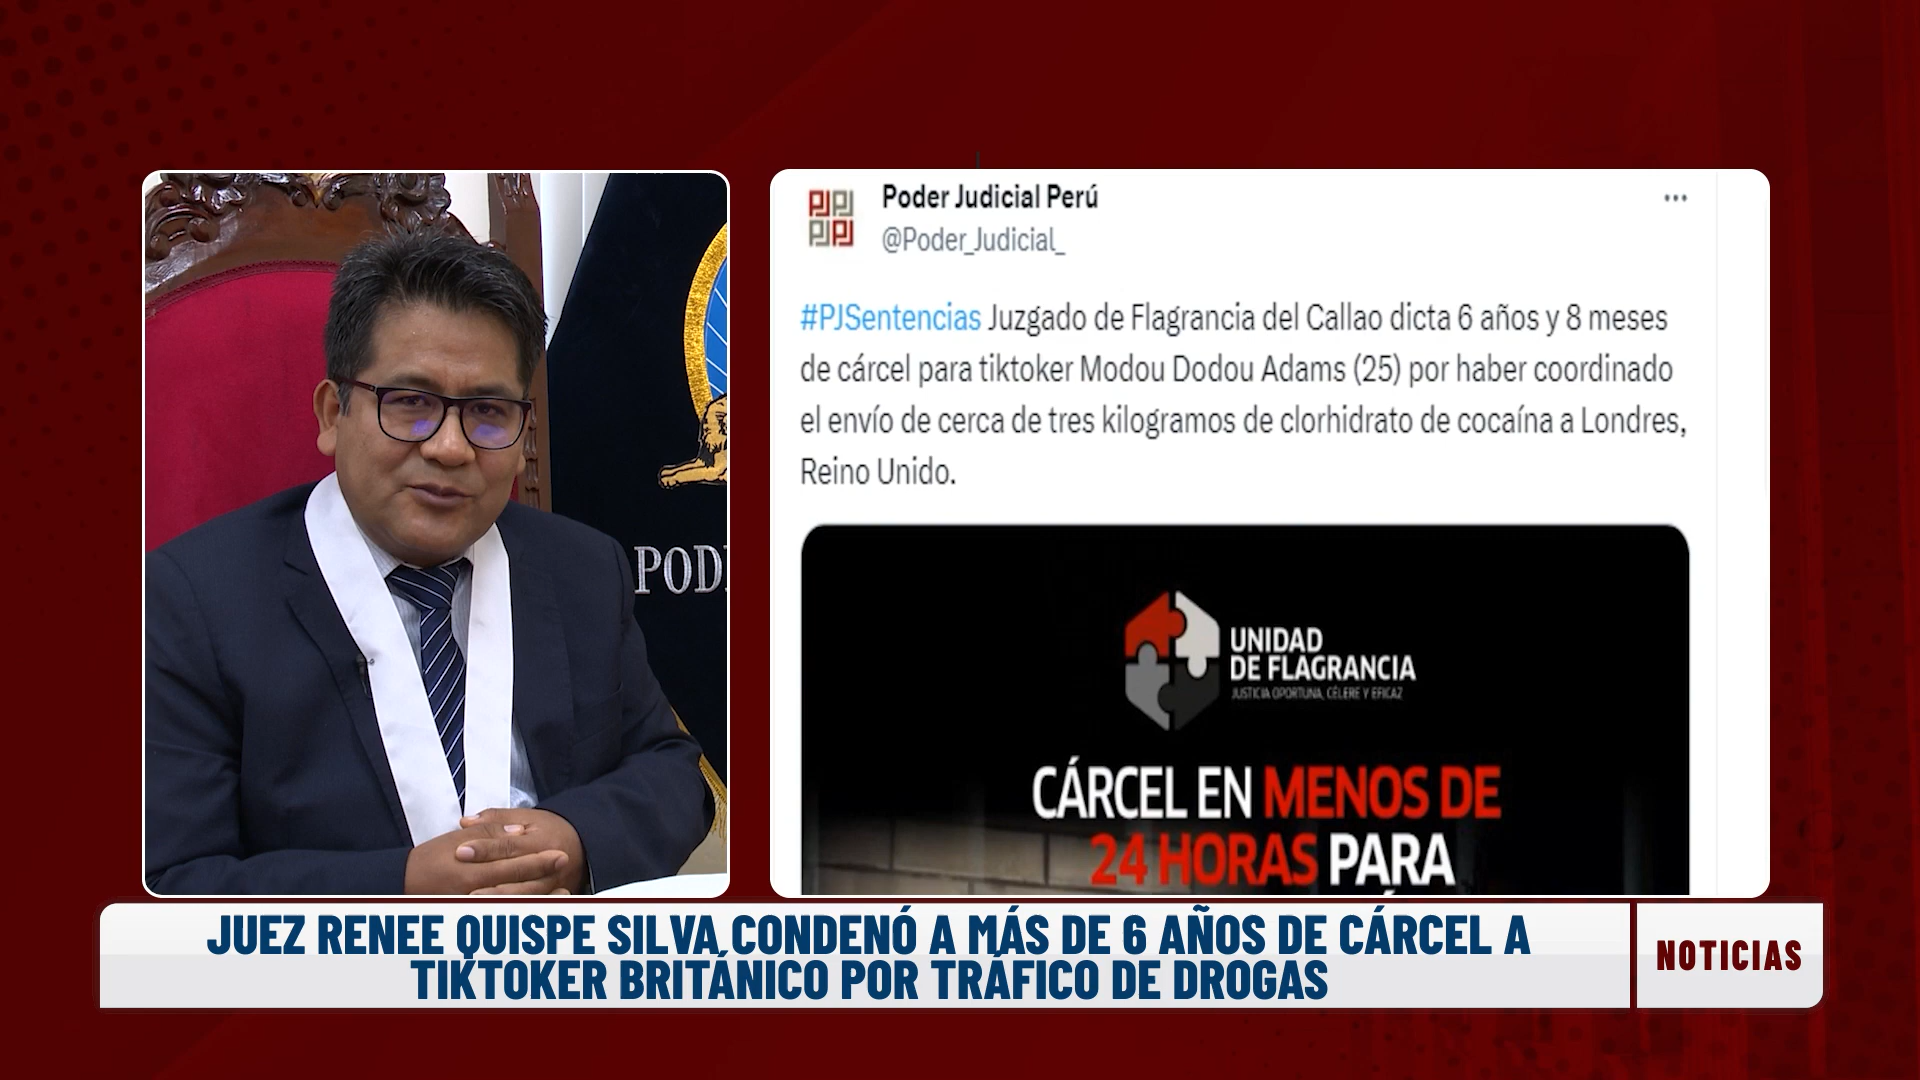 PJPJ
PJPJ
Poder Judicial Perú
@Poder_Judicial_
#PJSentencias Juzgado de Flagrancia del Callao dicta 6 años y 8 meses
de cárcel para tiktoker Modou Dodou Adams (25) por haber coordinado
el envío de cerca de tres kilogramos de clorhidrato de cocaína a Londres,
Reino Unido.
POD
UNIDAD
DE FLAGRANCIA
JUSTICIA OPORTUNA, CÉLERE Y EFICAZ
CÁRCEL EN MENOS DE
24 HORAS PARA
JUEZ RENEE QUISPE SILVA CONDENÓ A MÁS DE 6 AÑOS DE CÁRCEL A
TIKTOKER BRITÁNICO POR TRÁFICO DE DROGAS
NOTICIAS